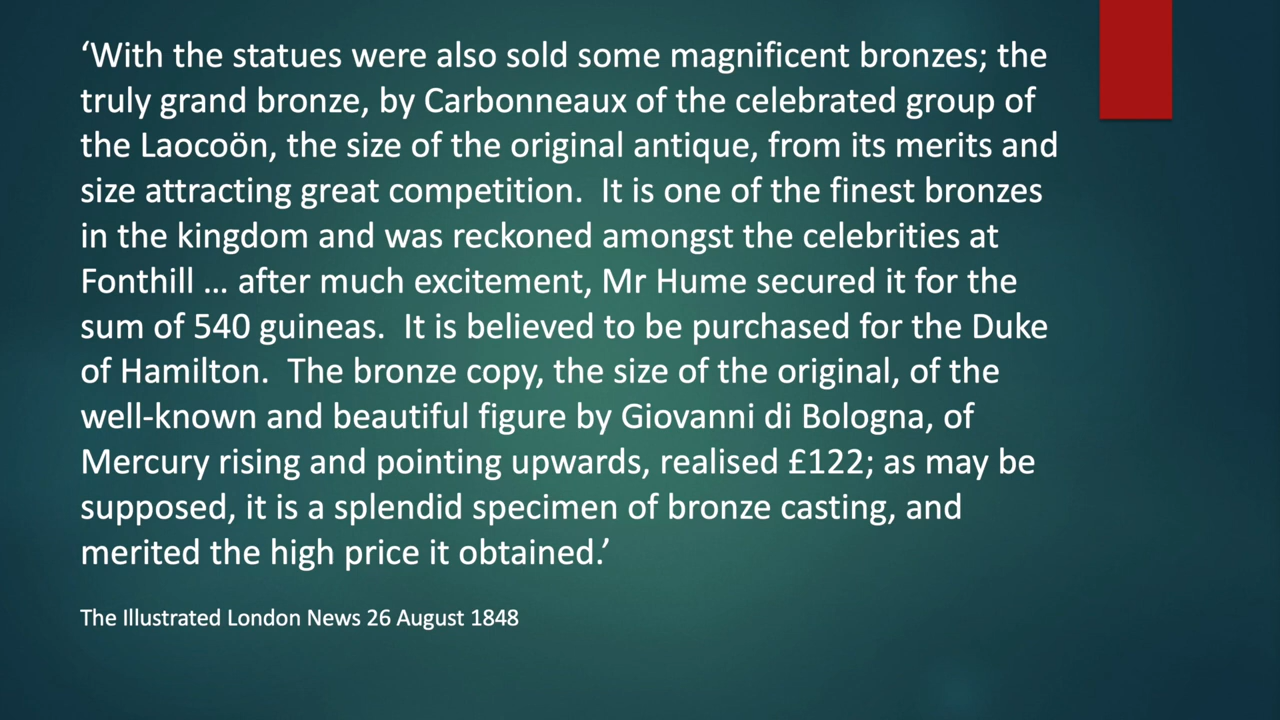 ‘With the statues were also sold some magnificent bronzes; the
truly grand bronze, by Carbonneaux of the celebrated group of
the Laocoön, the size of the original antique, from its merits and
size attracting great competition.  It is one of the finest bronzes
in the kingdom and was reckoned amongst the celebrities at
Fonthill … after much excitement, Mr Hume secured it for the
sum of 540 guineas.  It is believed to be purchased for the Duke
of Hamilton.  The bronze copy, the size of the original, of the
well-known and beautiful figure by Giovanni di Bologna, of
Mercury rising and pointing upwards, realised £122; as may be
supposed, it is a splendid specimen of bronze casting, and
merited the high price it obtained.’
The Illustrated London News 26 August 1848